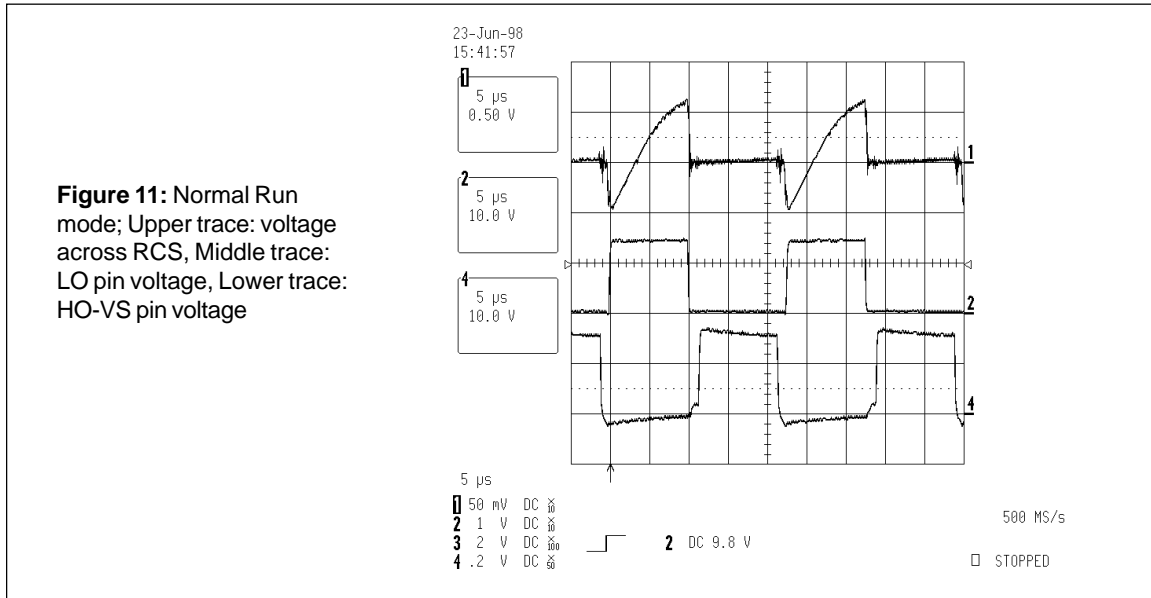 Figure 11: Normal Run
mode; Upper trace: voltage
across RCS, Middle trace:
LO pin voltage, Lower trace:
HO-VS pin voltage
23-Jun-98
15:41:57
1
5 µs
0.50 V
2
5 µs
10.0 V
4
5 µs
10.0 V
1
2
4
5 µs
1 50 mV DC X10
2 1 V DC X10
3 2 V DC X100
4 .2 V DC X50
2 DC 9.8 V
500 MS/s
STOPPED